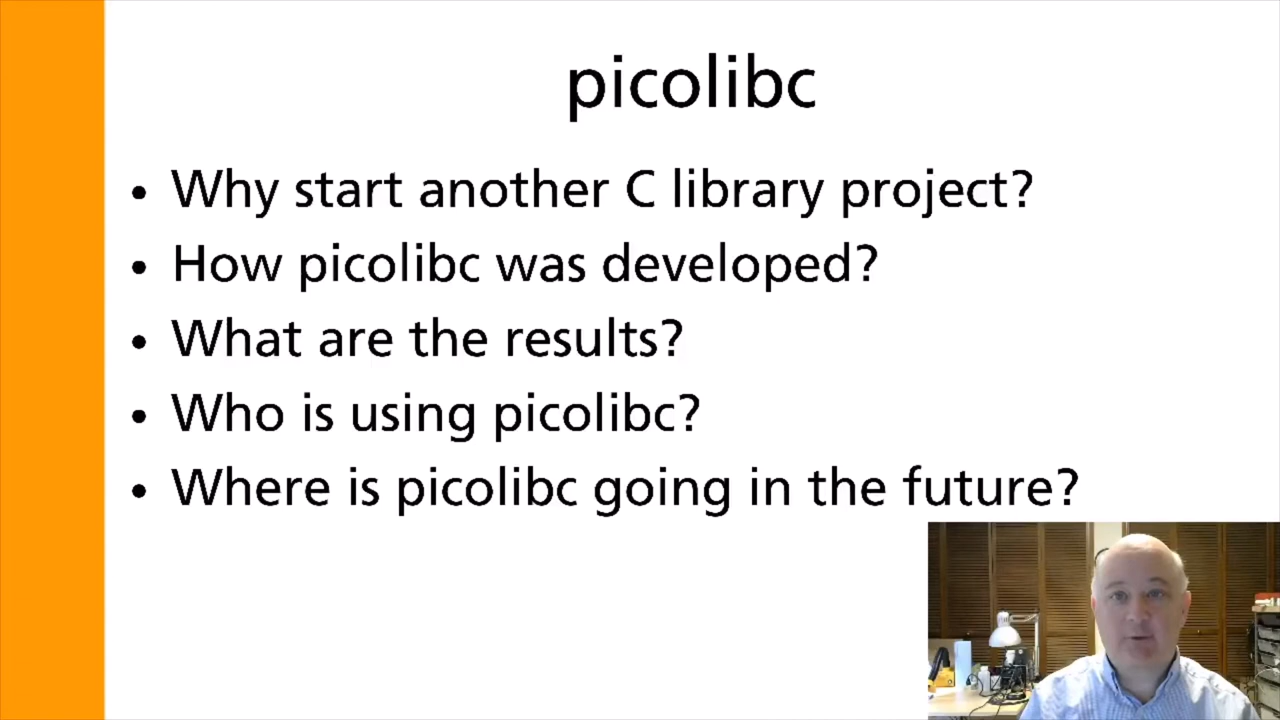 picolibc
• Why start another C library project?
• How picolibc was developed?
• What are the results?
• Who is using picolibc?
• Where is picolibc going in the future?